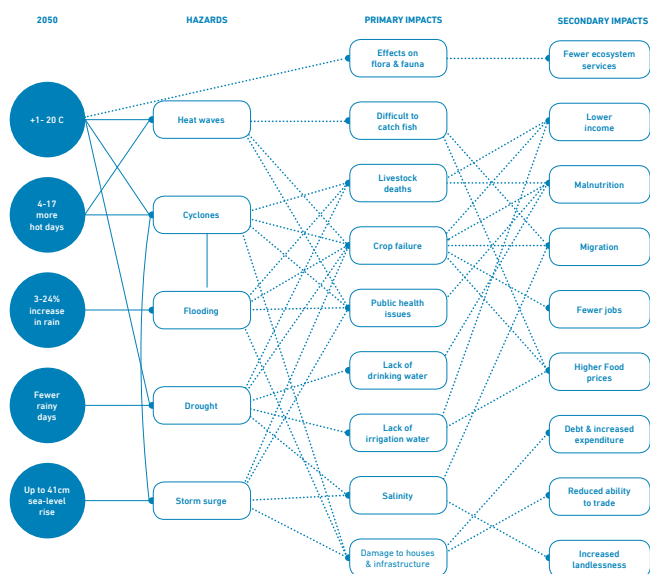 2050
HAZARDS
PRIMARY IMPACTS
SECONDARY IMPACTS
+1- 20 C
4-17
more
hot days
3-24%
increase
in rain
Fewer
rainy
days
Up to 41cm
sea-level
rise
Heat waves
Cyclones
Flooding
Drought
Storm surge
Effects on
flora & fauna
Difficult to
catch fish
Livestock
deaths
Crop failure
Public health
issues
Lack of
drinking water
Lack of
irrigation water
Salinity
Damage to houses
& infrastructure
Fewer ecosystem
services
Lower
income
Malnutrition
Migration
Fewer jobs
Higher Food
prices
Debt & increased
expenditure
Reduced ability
to trade
Increased
landlessness